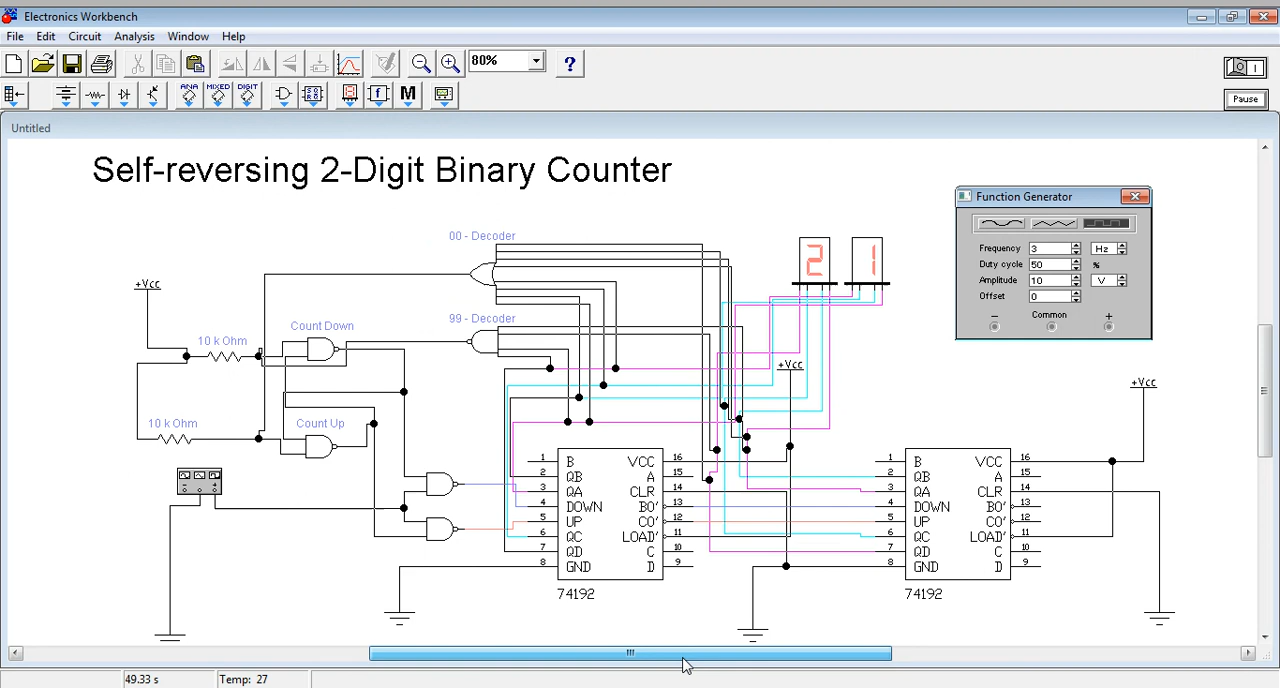 Electronics Workbench
File Edit Circuit Analysis Window Help
80% ?
ANA MIXED DIGIT f M
Pause
Untitled
Self-reversing 2-Digit Binary Counter
Function Generator
Frequency 3 Hz
Duty cycle 50 %
Amplitude 10 V
Offset 0
− Common +
00 - Decoder
2 1
+Vcc
99 - Decoder
Count Down
10 k Ohm
+Vcc
+Vcc
10 k Ohm
Count Up
1 B VCC 16
2 QB A 15
3 QA CLR 14
4 DOWN BO' 13
5 UP CO' 12
6 QC LOAD' 11
7 QD C 10
8 GND D 9
74192
1 B VCC 16
2 QB A 15
3 QA CLR 14
4 DOWN BO' 13
5 UP CO' 12
6 QC LOAD' 11
7 QD C 10
8 GND D 9
74192
49.33 s Temp: 27